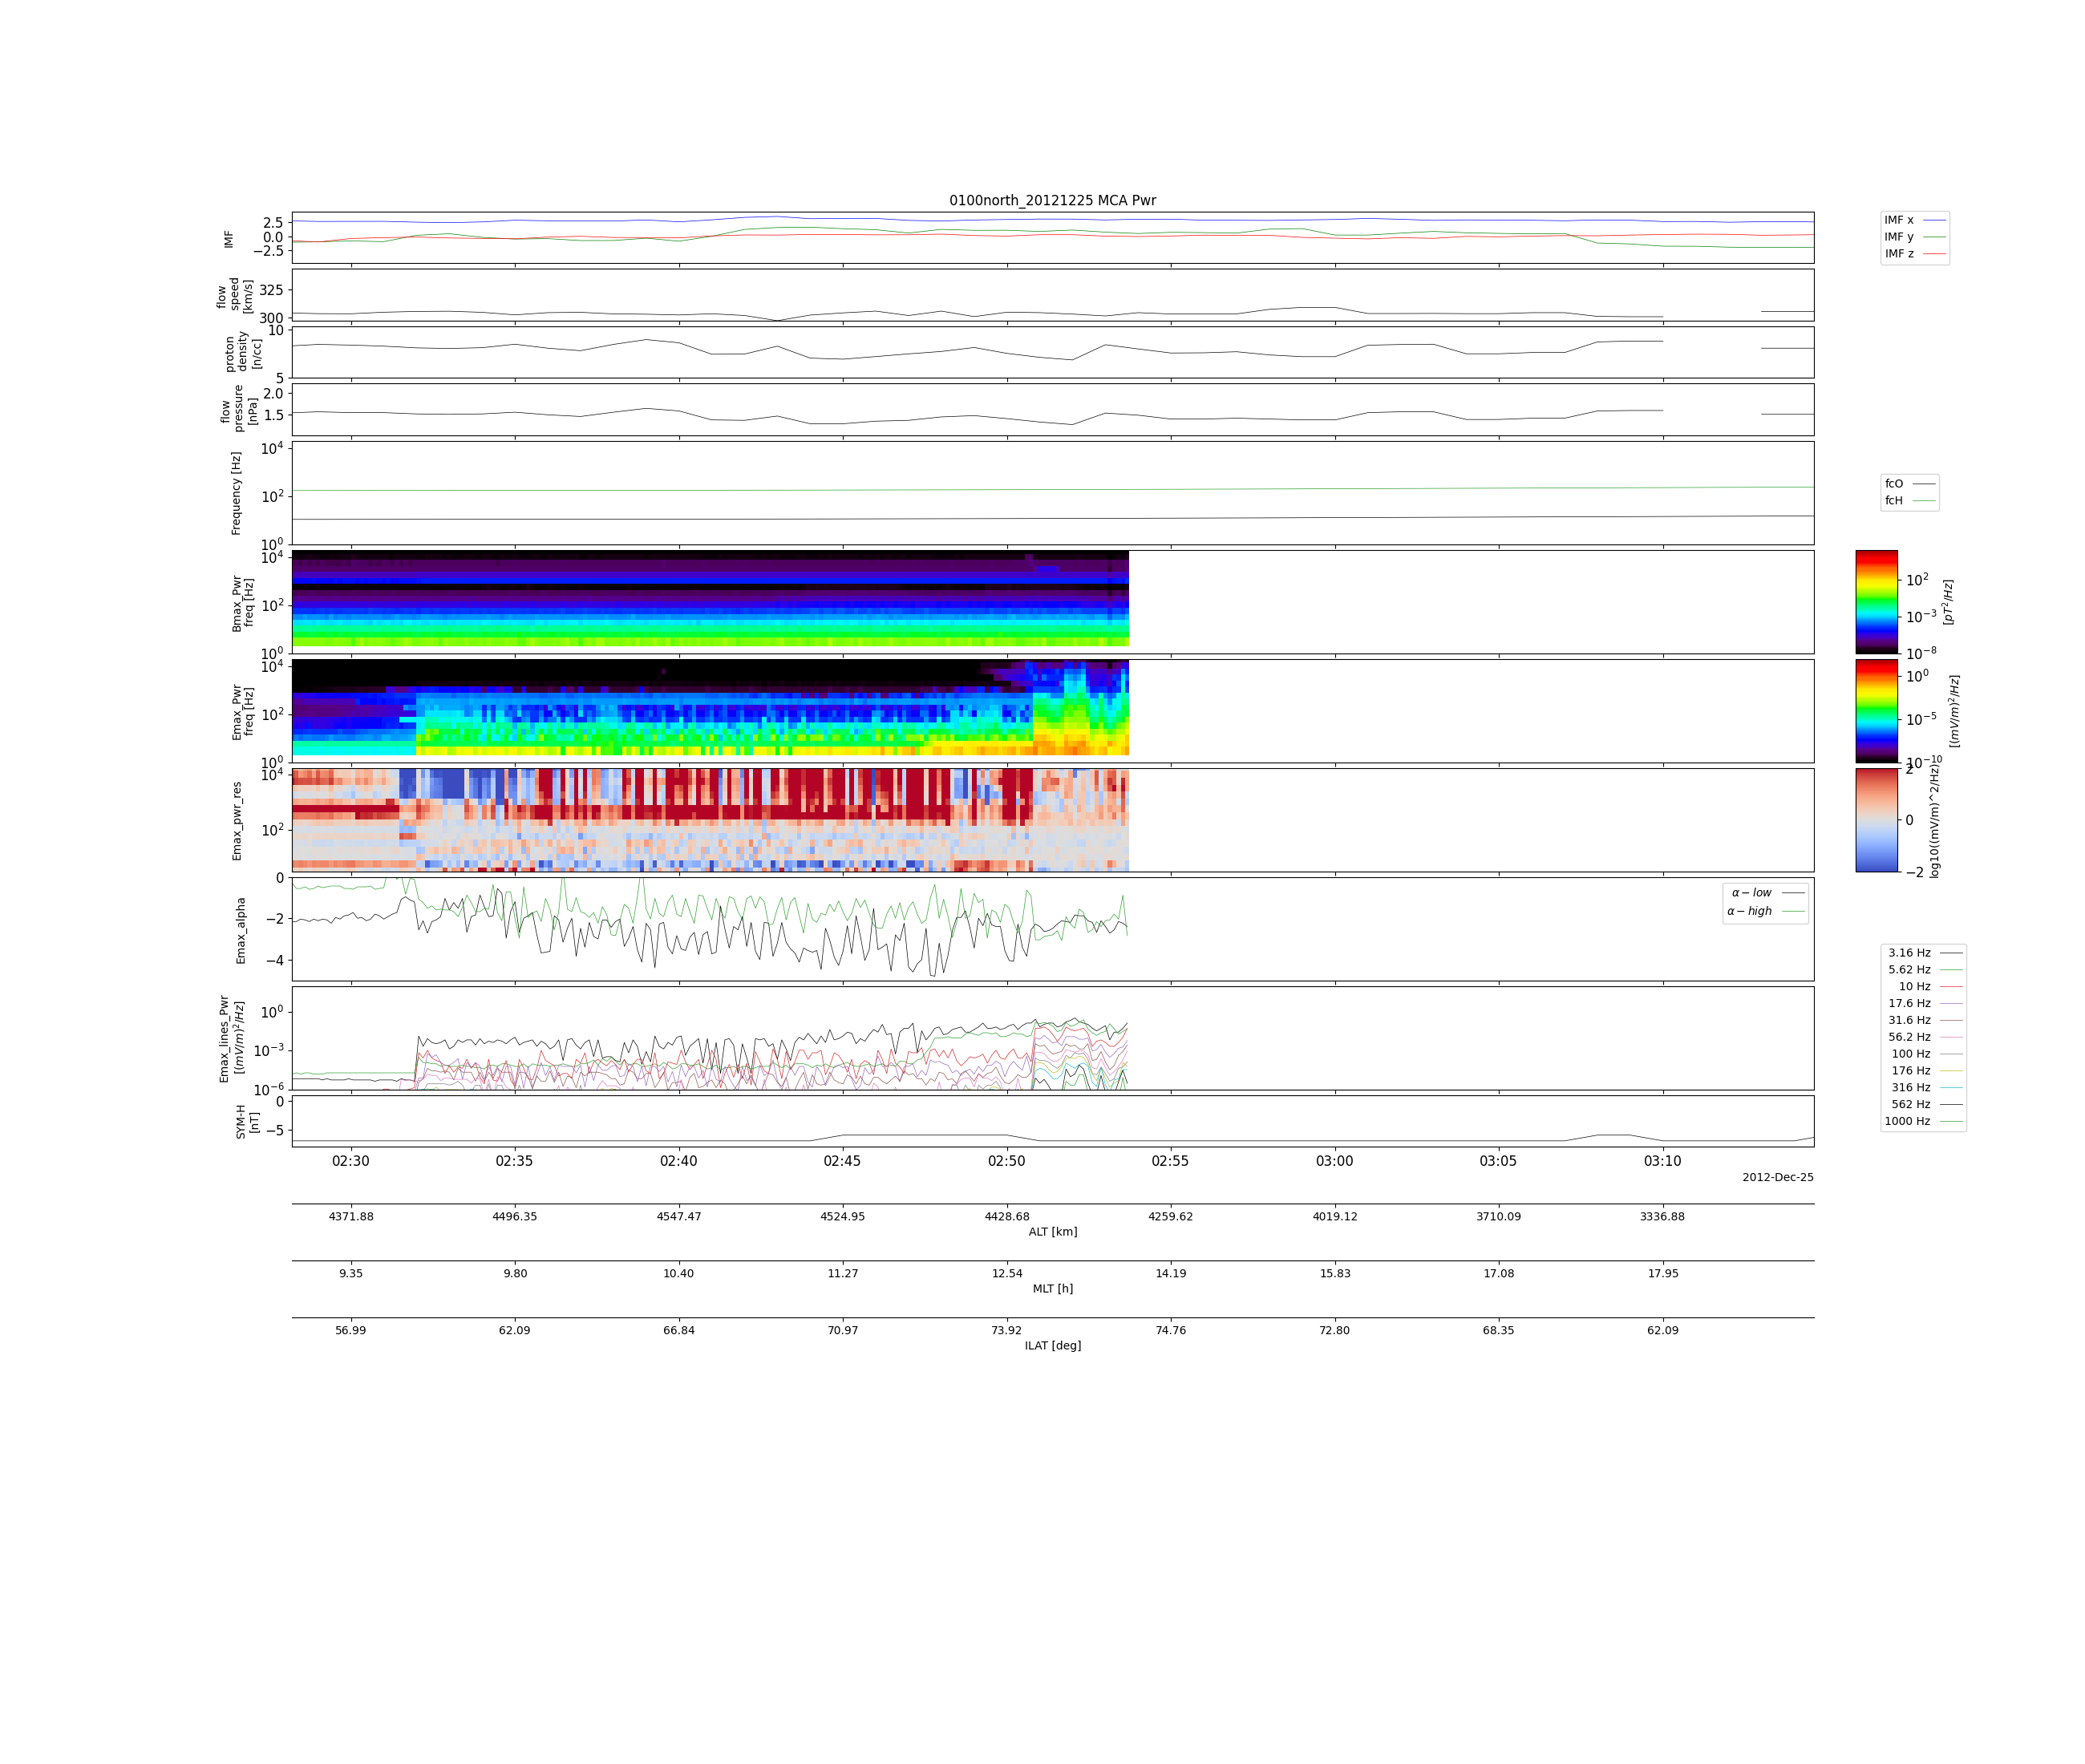 0100north_20121225 MCA Pwr
IMF
2.5
0.0
−2.5
IMF x
IMF y
IMF z
flow
speed
[km/s]
325
300
proton
density
[n/cc]
10
5
flow
pressure
[mPa]
2.0
1.5
Frequency [Hz]
10^4
10^2
10^0
fcO
fcH
Bmax_Pwr
freq [Hz]
10^4
10^2
10^0
10^2
10^−3
10^−8
[pT^2/Hz]
Emax_Pwr
freq [Hz]
10^4
10^2
10^0
10^0
10^−5
10^−10
[(mV/m)^2/Hz]
Emax_pwr_res
10^4
10^2
2
0
−2
log10((mV/m)^2/Hz)
Emax_alpha
0
−2
−4
α − low
α − high
Emax_lines_Pwr
[(mV/m)^2/Hz]
10^0
10^−3
10^−6
3.16 Hz
5.62 Hz
10 Hz
17.6 Hz
31.6 Hz
56.2 Hz
100 Hz
176 Hz
316 Hz
562 Hz
1000 Hz
SYM-H
[nT]
0
−5
02:30 02:35 02:40 02:45 02:50 02:55 03:00 03:05 03:10
2012-Dec-25
4371.88 4496.35 4547.47 4524.95 4428.68 4259.62 4019.12 3710.09 3336.88
ALT [km]
9.35 9.80 10.40 11.27 12.54 14.19 15.83 17.08 17.95
MLT [h]
56.99 62.09 66.84 70.97 73.92 74.76 72.80 68.35 62.09
ILAT [deg]